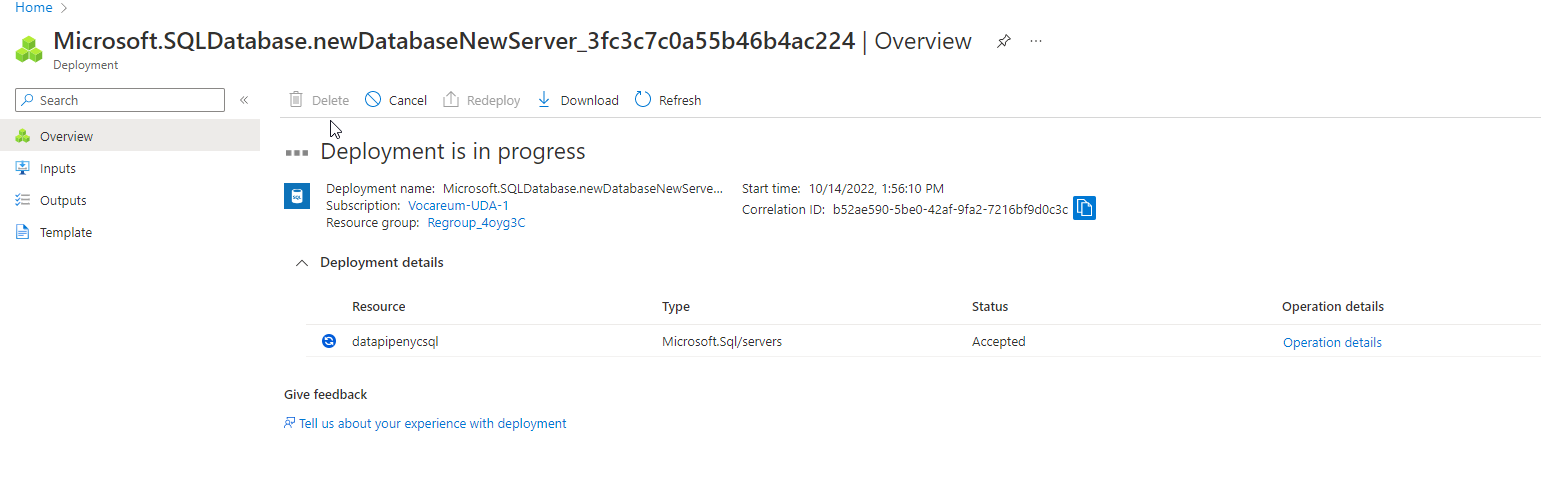 Home >
Microsoft.SQLDatabase.newDatabaseNewServer_3fc3c7c0a55b46b4ac224 | Overview ...
Deployment
Search «
Delete Cancel Redeploy Download Refresh
Overview
Inputs
Outputs
Template
Deployment is in progress
Deployment name: Microsoft.SQLDatabase.newDatabaseNewServe...
Subscription: Vocareum-UDA-1
Resource group: Regroup_4oyg3C
Start time: 10/14/2022, 1:56:10 PM
Correlation ID: b52ae590-5be0-42af-9fa2-7216bf9d0c3c
SQL
Deployment details
Resource Type Status Operation details
datapipenycsql Microsoft.Sql/servers Accepted Operation details
Give feedback
Tell us about your experience with deployment